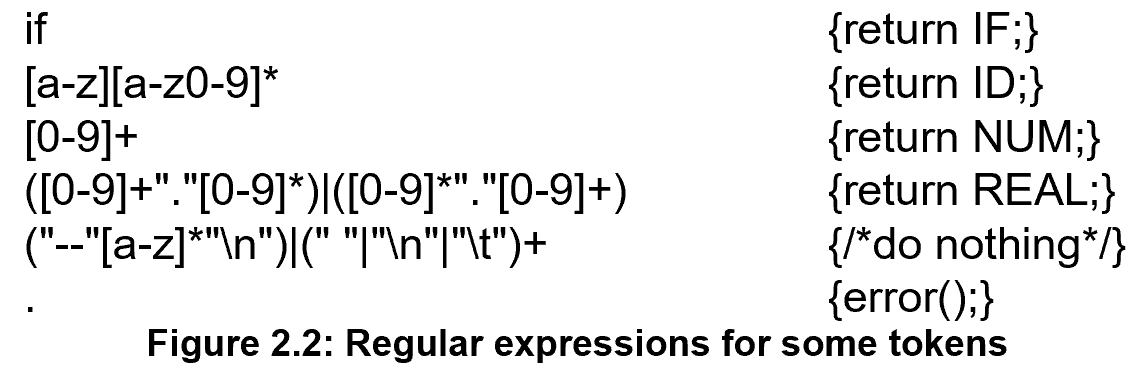 if {return IF;}
[a-z][a-z0-9]* {return ID;}
[0-9]+ {return NUM;}
([0-9]+"."[0-9]*)|([0-9]*"."[0-9]+) {return REAL;}
("--"[a-z]*"\n")|(" "|"\n"|"\t")+ {/*do nothing*/}
. {error();}
Figure 2.2: Regular expressions for some tokens